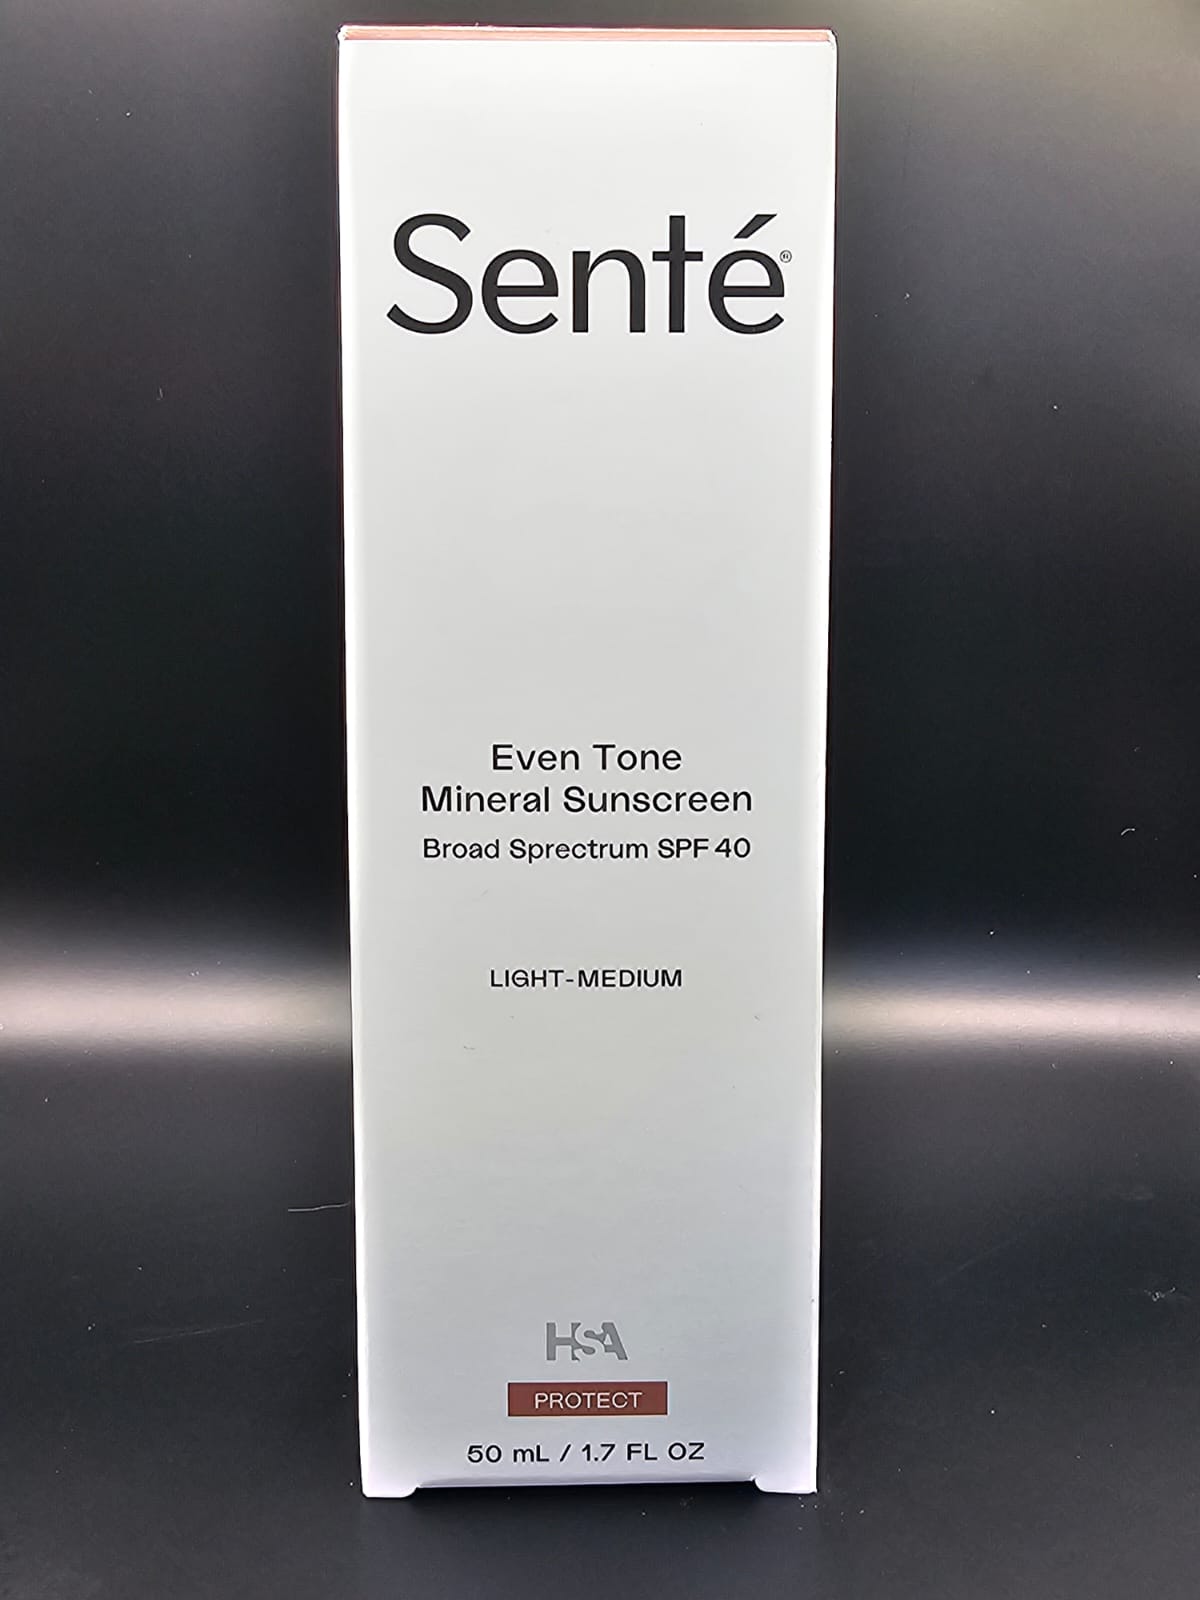 Senté®
Even Tone
Mineral Sunscreen
Broad Sprectrum SPF 40
LIGHT-MEDIUM
HSA
PROTECT
50 mL / 1.7 FL OZ